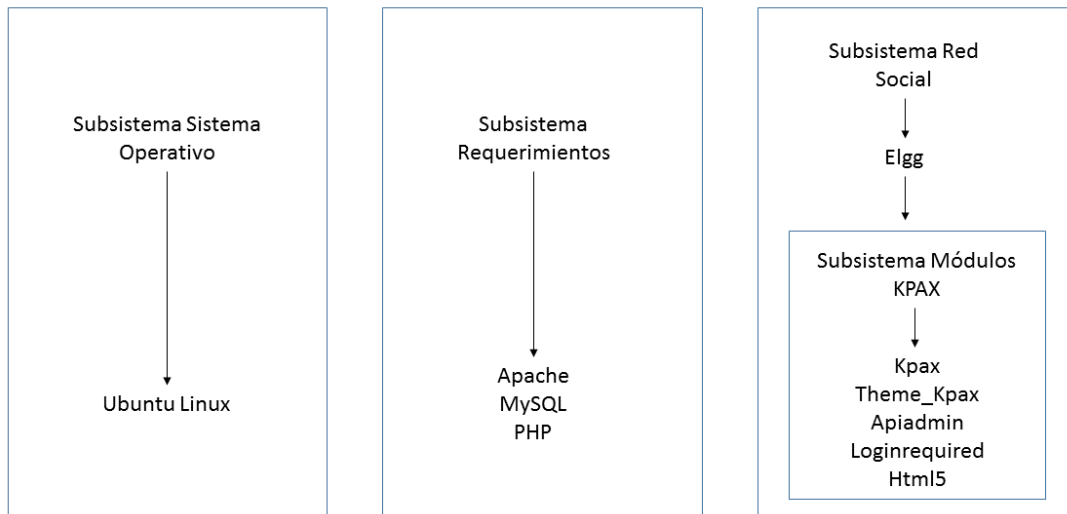 Subsistema Sistema
Operativo
Ubuntu Linux
Subsistema
Requerimientos
Apache
MySQL
PHP
Subsistema Red
Social
Elgg
Subsistema Módulos
KPAX
Kpax
Theme_Kpax
Apiadmin
Loginrequired
Html5